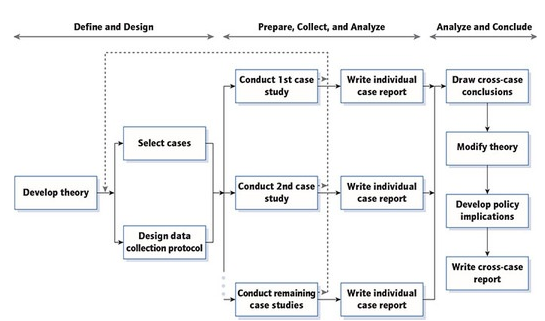 Define and Design
Prepare, Collect, and Analyze
Analyze and Conclude
Conduct 1st case
study
Write individual
case report
Draw cross-case
conclusions
Select cases
Modify theory
Develop theory
Conduct 2nd case
study
Write individual
case report
Develop policy
implications
Design data
collection protocol
Write cross-case
report
Conduct remaining
case studies
Write individual
case report